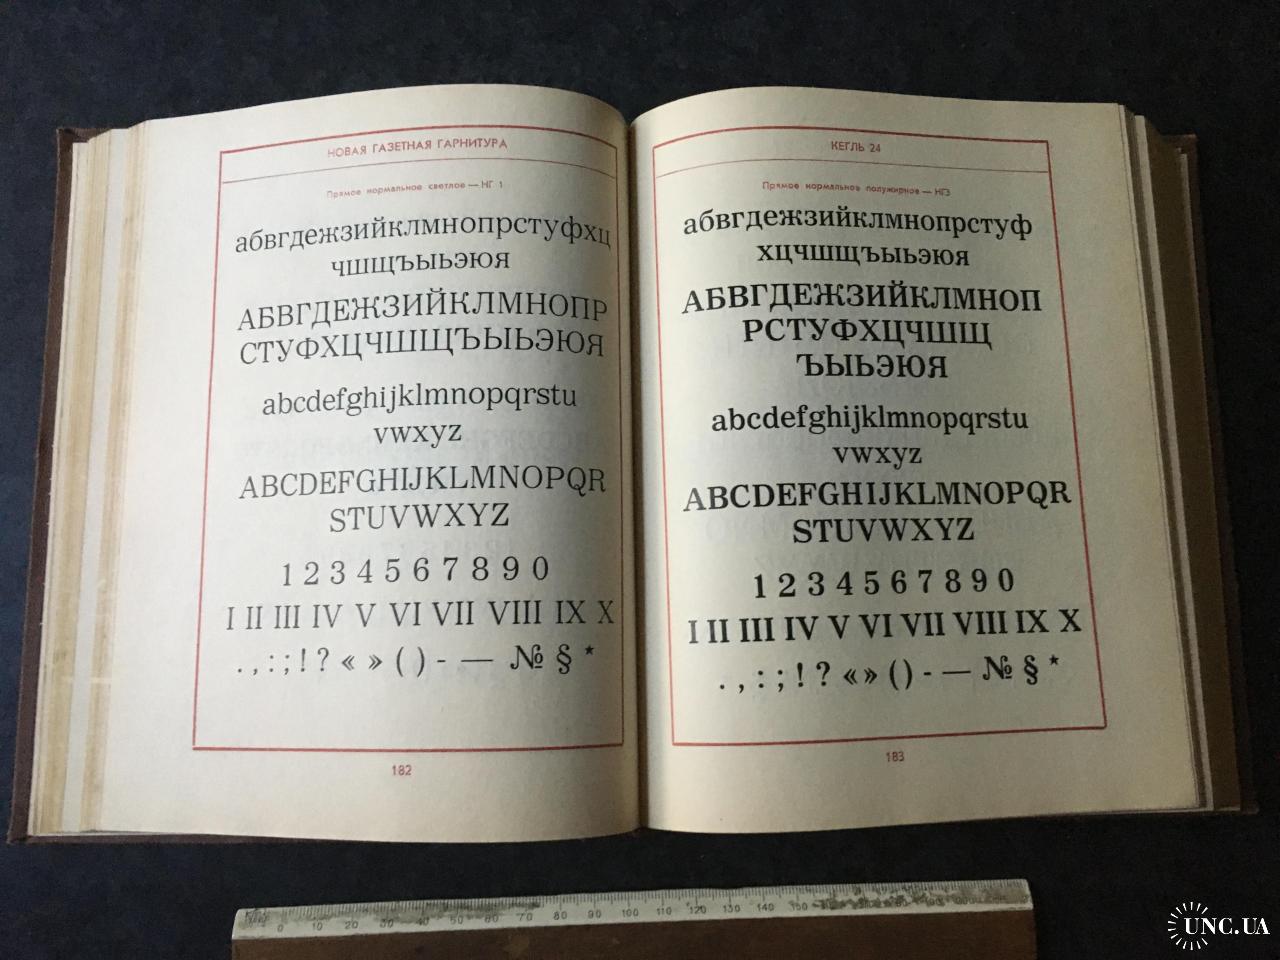 НОВАЯ ГАЗЕТНАЯ ГАРНИТУРА
Прямое нормальное светлое — НГ 1
абвгдежзийклмнопрстуфхц
чшщъыьэюя
АБВГДЕЖЗИЙКЛМНОПР
СТУФХЦЧШЩЪЫЬЭЮЯ
abcdefghijklmnopqrstu
vwxyz
ABCDEFGHIJKLMNOPQR
STUVWXYZ
1 2 3 4 5 6 7 8 9 0
I II III IV V VI VII VIII IX X
. , : ; ! ? « » ( ) - — № § *
182
КЕГЛЬ 24
Прямое нормальное полужирное — НГ3
абвгдежзийклмнопрстуф
хцчшщъыьэюя
АБВГДЕЖЗИЙКЛМНОП
РСТУФХЦЧШЩ
ЪЫЬЭЮЯ
abcdefghijklmnopqrstu
vwxyz
ABCDEFGHIJKLMNOPQR
STUVWXYZ
1 2 3 4 5 6 7 8 9 0
I II III IV V VI VII VIII IX X
. , : ; ! ? « » ( ) - — № § *
183
0 10 20 30 40 50 60 70 80 90 100 110 120 130 140 150
UNC.UA